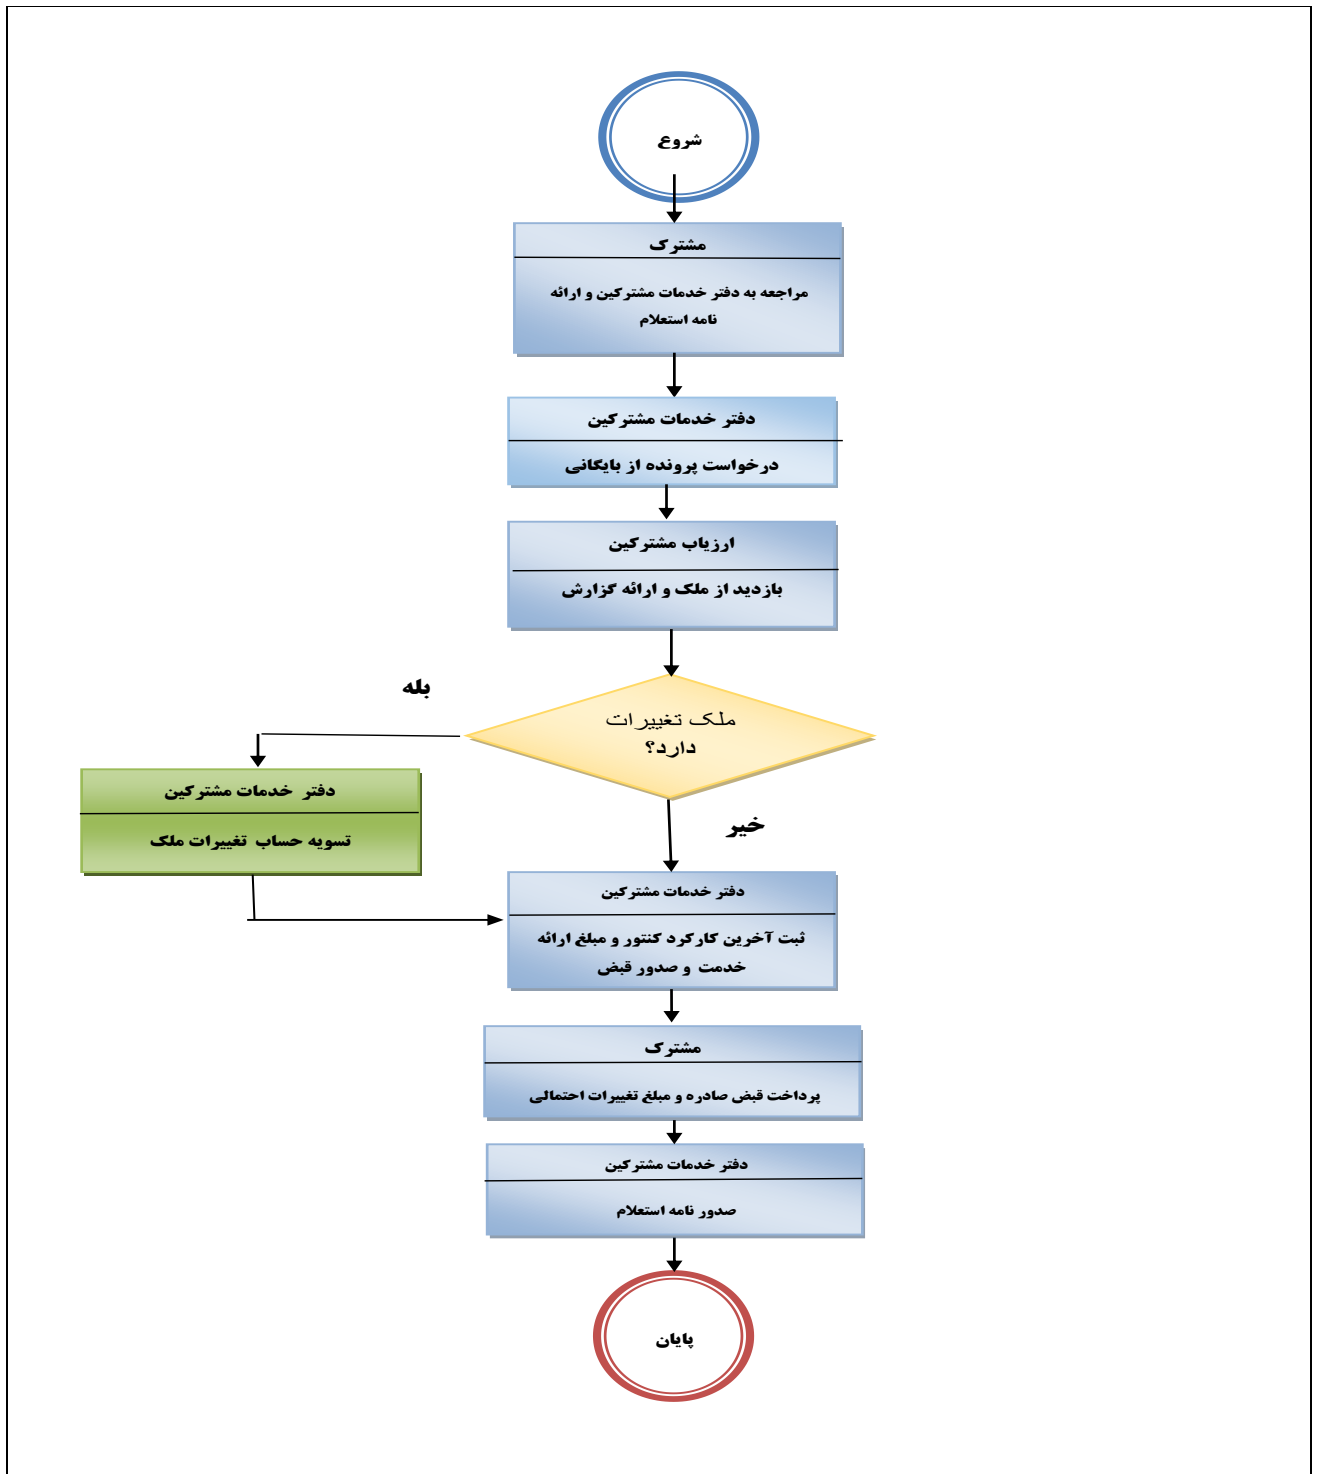 شروع
مشترک
مراجعه به دفتر خدمات مشترکین و ارائه
نامه استعلام
دفتر خدمات مشترکین
درخواست پرونده از بایگانی
ارزیاب مشترکین
بازدید از ملک و ارائه گزارش
بله
ملک تغییرات
دارد؟
دفتر خدمات مشترکین
تسویه حساب تغییرات ملک
خیر
دفتر خدمات مشترکین
ثبت آخرین کارکرد کنتور و مبلغ ارائه
خدمت و صدور قبض
مشترک
پرداخت قبض صادره و مبلغ تغییرات احتمالی
دفتر خدمات مشترکین
صدور نامه استعلام
پایان